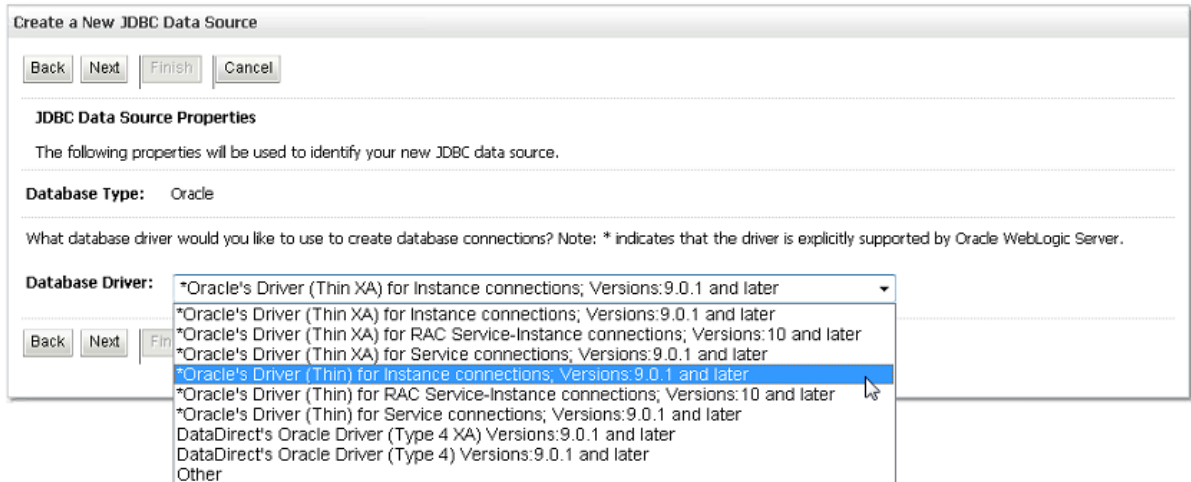 Create a New JDBC Data Source
Back Next Finish Cancel
JDBC Data Source Properties
The following properties will be used to identify your new JDBC data source.
Database Type: Oracle
What database driver would you like to use to create database connections? Note: * indicates that the driver is explicitly supported by Oracle WebLogic Server.
Database Driver: *Oracle's Driver (Thin XA) for Instance connections; Versions:9.0.1 and later
*Oracle's Driver (Thin XA) for Instance connections; Versions:9.0.1 and later
*Oracle's Driver (Thin XA) for RAC Service-Instance connections; Versions:10 and later
*Oracle's Driver (Thin XA) for Service connections; Versions:9.0.1 and later
*Oracle's Driver (Thin) for Instance connections; Versions:9.0.1 and later
*Oracle's Driver (Thin) for RAC Service-Instance connections; Versions:10 and later
*Oracle's Driver (Thin) for Service connections; Versions:9.0.1 and later
DataDirect's Oracle Driver (Type 4 XA) Versions:9.0.1 and later
DataDirect's Oracle Driver (Type 4) Versions:9.0.1 and later
Other
Back Next Fin